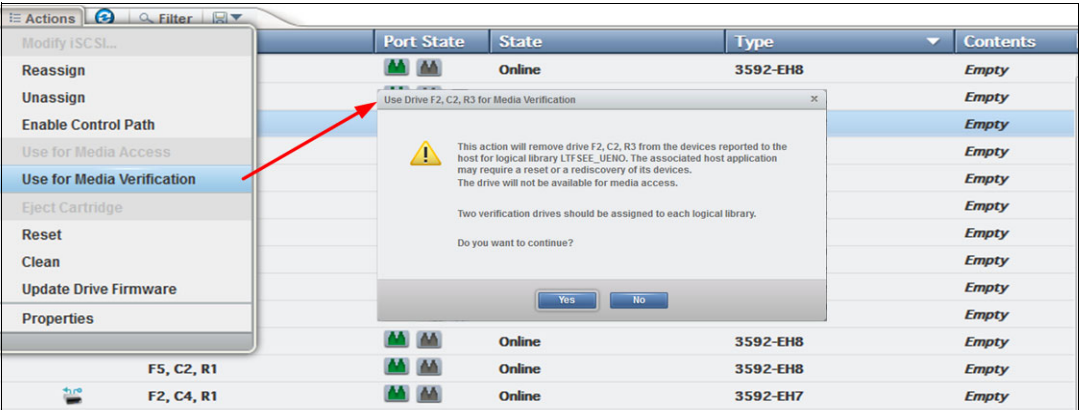 Actions
Filter
Port State State Type Contents
Modify iSCSI...
Reassign
Unassign
Enable Control Path
Use for Media Access
Use for Media Verification
Eject Cartridge
Reset
Clean
Update Drive Firmware
Properties
Online 3592-EH8 Empty
Empty
Empty
Empty
Empty
Empty
Empty
Empty
Empty
Empty
Use Drive F2, C2, R3 for Media Verification x
This action will remove drive F2, C2, R3 from the devices reported to the
host for logical library LTFSEE_UENO. The associated host application
may require a reset or a rediscovery of its devices.
The drive will not be available for media access.
Two verification drives should be assigned to each logical library.
Do you want to continue?
Yes No
Online 3592-EH8 Empty
F5, C2, R1 Online 3592-EH8 Empty
F2, C4, R1 Online 3592-EH7 Empty